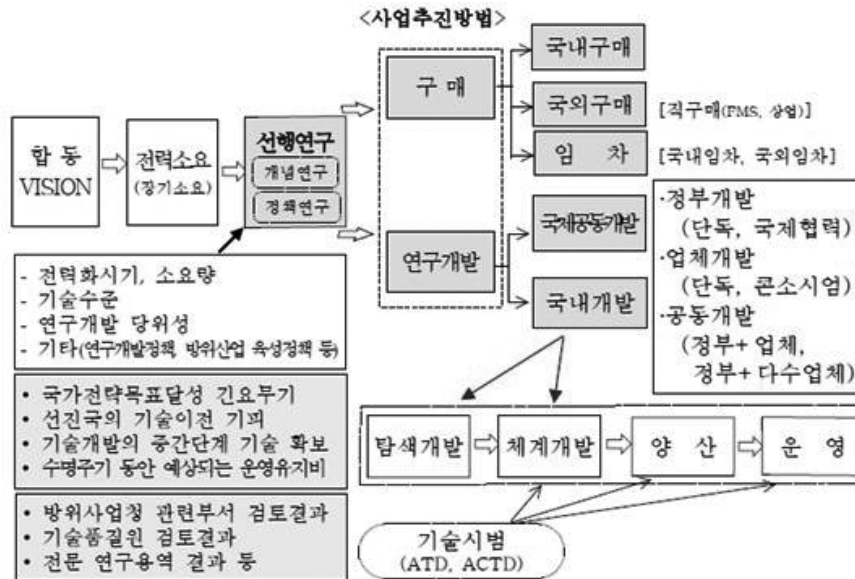 <사업추진방법>
합 동
VISION
전력소요
(장기소요)
선행연구
개념연구
정책연구
구 매
연구개발
국내구매
국외구매
[직구매(FMS, 상업)]
임 차
[국내임차, 국외임차]
국제공동개발
국내개발
·정부개발
(단독, 국제협력)
·업체개발
(단독, 콘소시엄)
·공동개발
(정부+ 업체,
정부+ 다수업체)
- 전력화시기, 소요량
- 기술수준
- 연구개발 당위성
- 기타(연구개발정책, 방위산업 육성정책 등)
• 국가전략목표달성 긴요무기
• 선진국의 기술이전 기피
• 기술개발의 중간단계 기술 확보
• 수명주기 동안 예상되는 운영유지비
• 방위사업청 관련부서 검토결과
• 기술품질원 검토결과
• 전문 연구용역 결과 등
탐색개발
체계개발
양 산
운 영
기술시범
(ATD, ACTD)